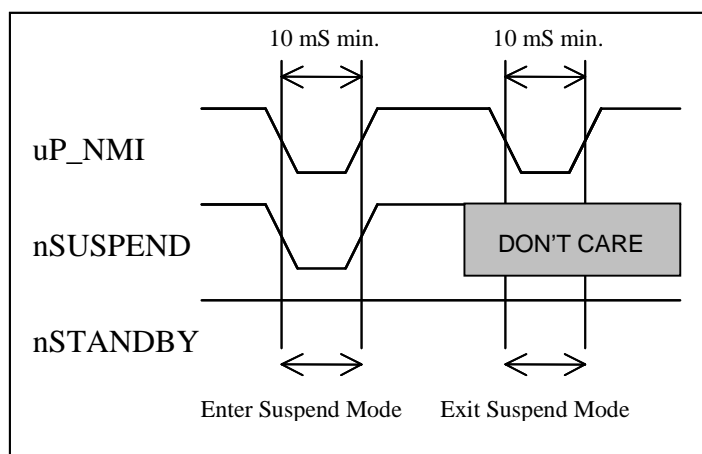 10 mS min. 10 mS min.
uP_NMI
nSUSPEND DON'T CARE
nSTANDBY
Enter Suspend Mode Exit Suspend Mode